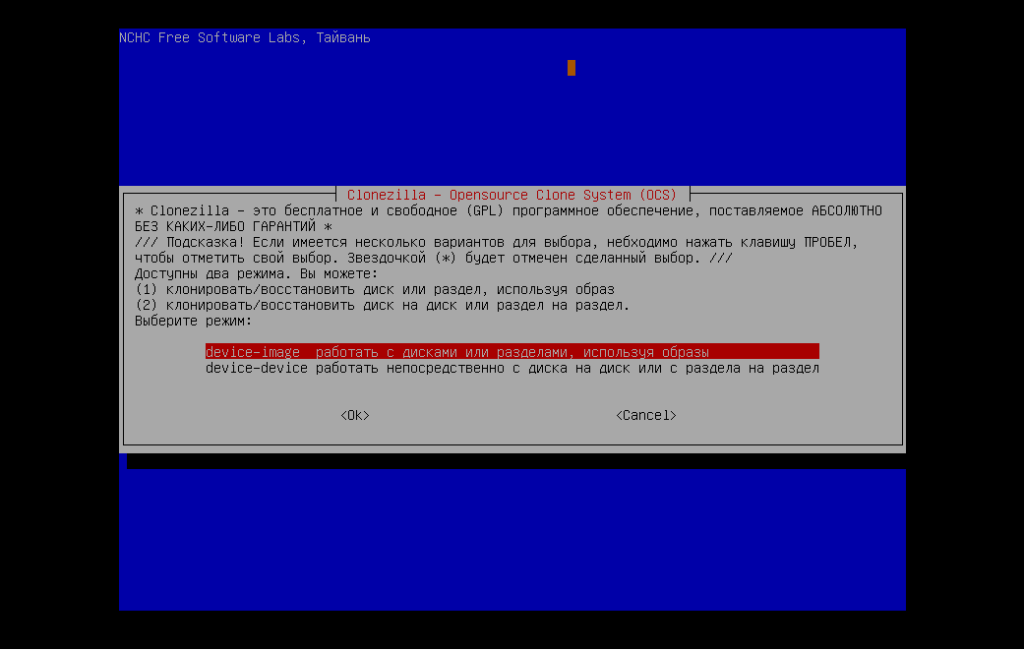 NCHC Free Software Labs, Тайвань
Clonezilla - Opensource Clone System (OCS)
* Clonezilla - это бесплатное и свободное (GPL) программное обеспечение, поставляемое АБСОЛЮТНО
БЕЗ КАКИХ-ЛИБО ГАРАНТИЙ *
/// Подсказка! Если имеется несколько вариантов для выбора, небходимо нажать клавишу ПРОБЕЛ,
чтобы отметить свой выбор. Звездочкой (*) будет отмечен сделанный выбор. ///
Доступны два режима. Вы можете:
(1) клонировать/восстановить диск или раздел, используя образ
(2) клонировать/восстановить диск на диск или раздел на раздел.
Выберите режим:
device-image  работать с дисками или разделами, используя образы
device-device работать непосредственно с диска на диск или с раздела на раздел
<Ok> <Cancel>